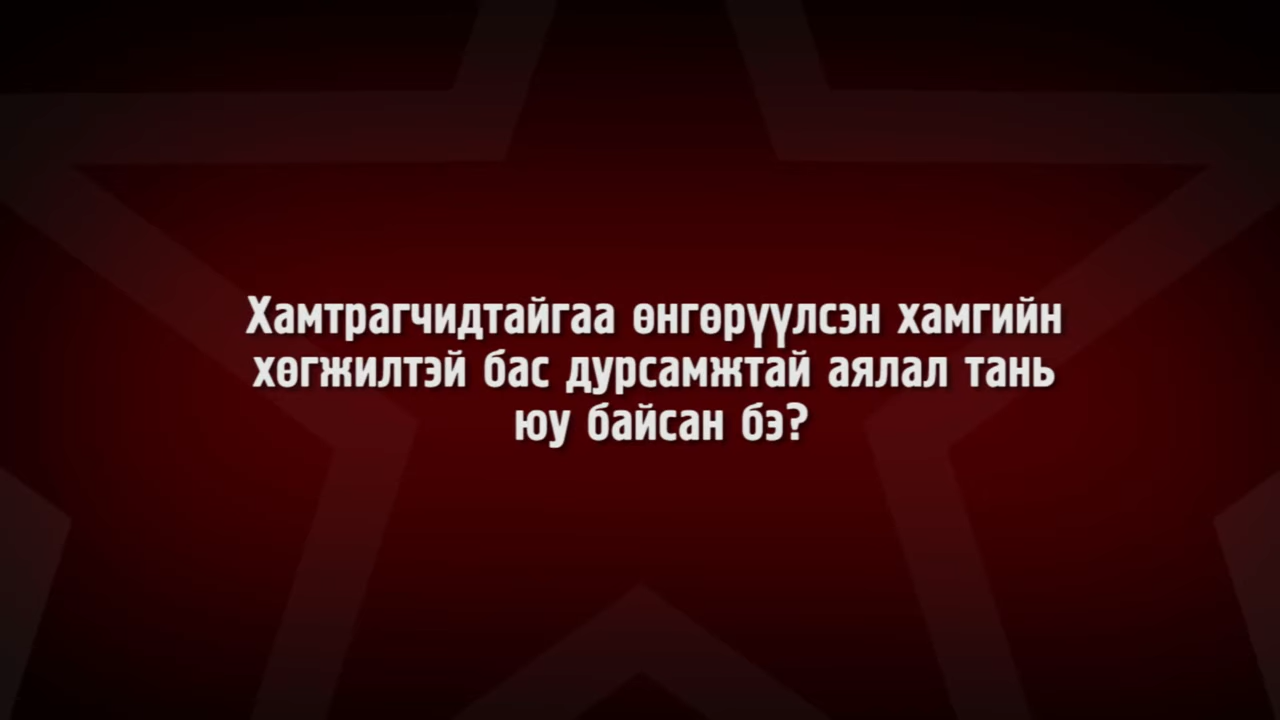 Хамтрагчидтайгаа өнгөрүүлсэн хамгийн
хөгжилтэй бас дурсамжтай аялал тань
юу байсан бэ?